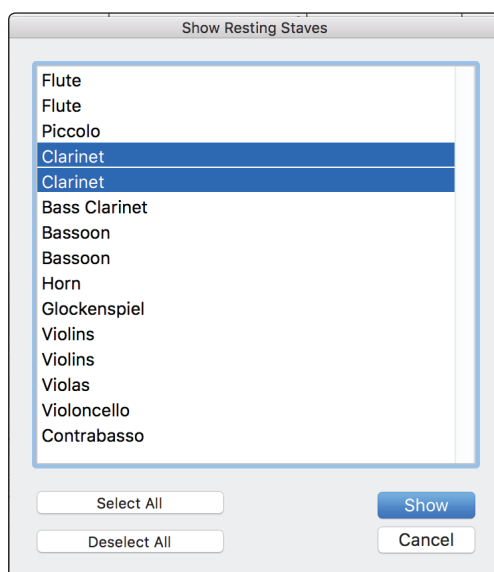 Show Resting Staves
Flute
Flute
Piccolo
Clarinet
Clarinet
Bass Clarinet
Bassoon
Bassoon
Horn
Glockenspiel
Violins
Violins
Violas
Violoncello
Contrabasso
Select All
Show
Deselect All
Cancel